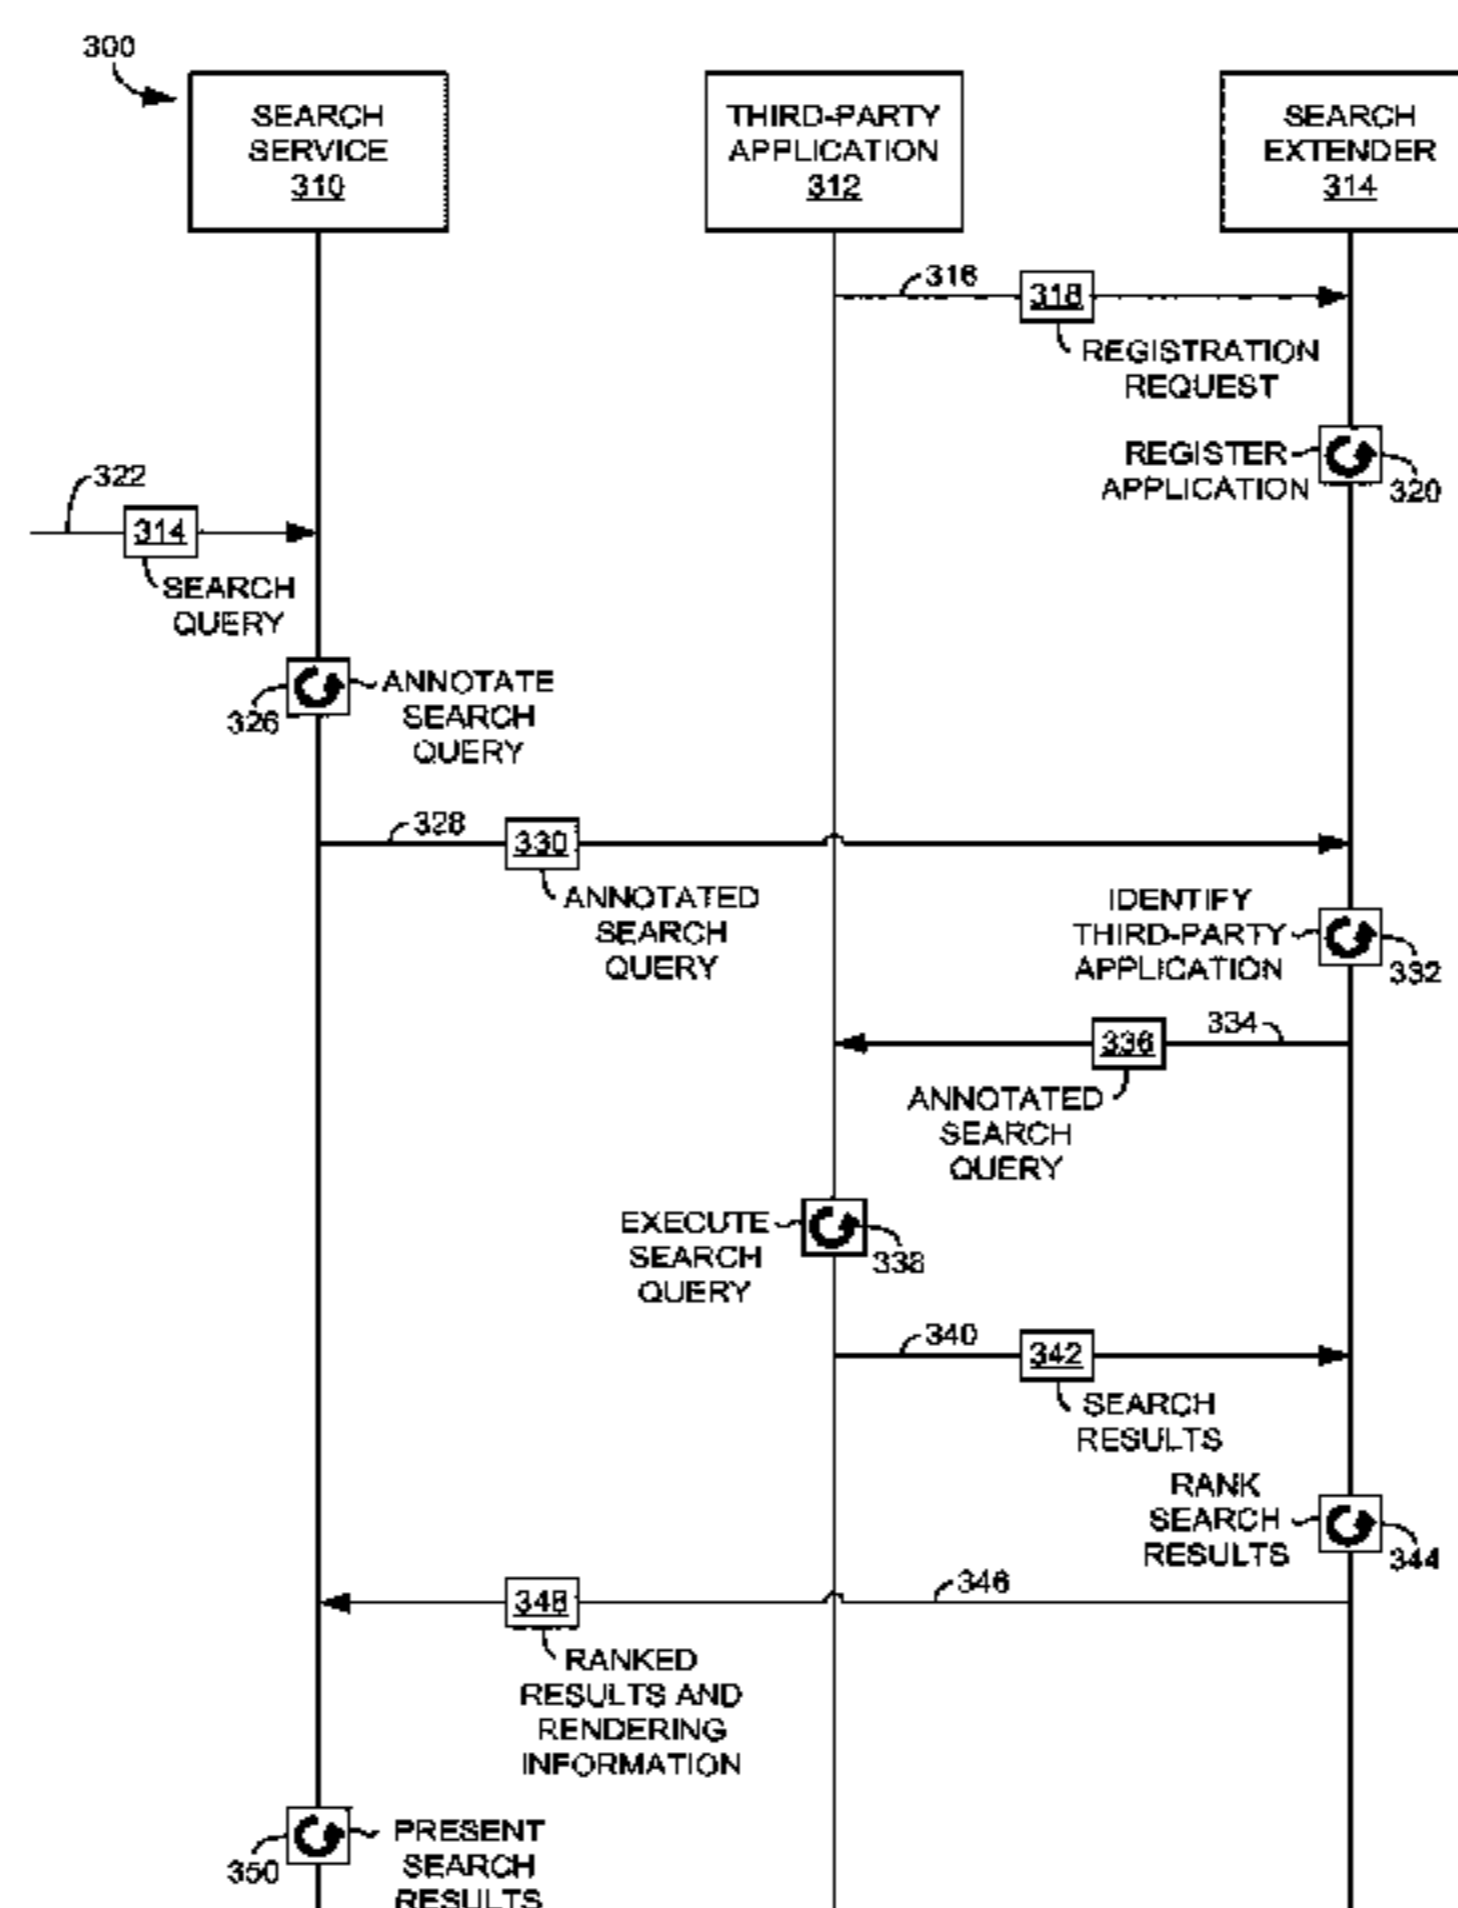 300
SEARCH
SERVICE
310
THIRD-PARTY
APPLICATION
312
SEARCH
EXTENDER
314
316
318
REGISTRATION
REQUEST
REGISTER
APPLICATION
320
322
314
SEARCH
QUERY
326
ANNOTATE
SEARCH
QUERY
328
330
ANNOTATED
SEARCH
QUERY
IDENTIFY
THIRD-PARTY
APPLICATION
332
334
336
ANNOTATED
SEARCH
QUERY
EXECUTE
SEARCH
QUERY
338
340
342
SEARCH
RESULTS
RANK
SEARCH
RESULTS
344
346
348
RANKED
RESULTS AND
RENDERING
INFORMATION
350
PRESENT
SEARCH
RESULTS